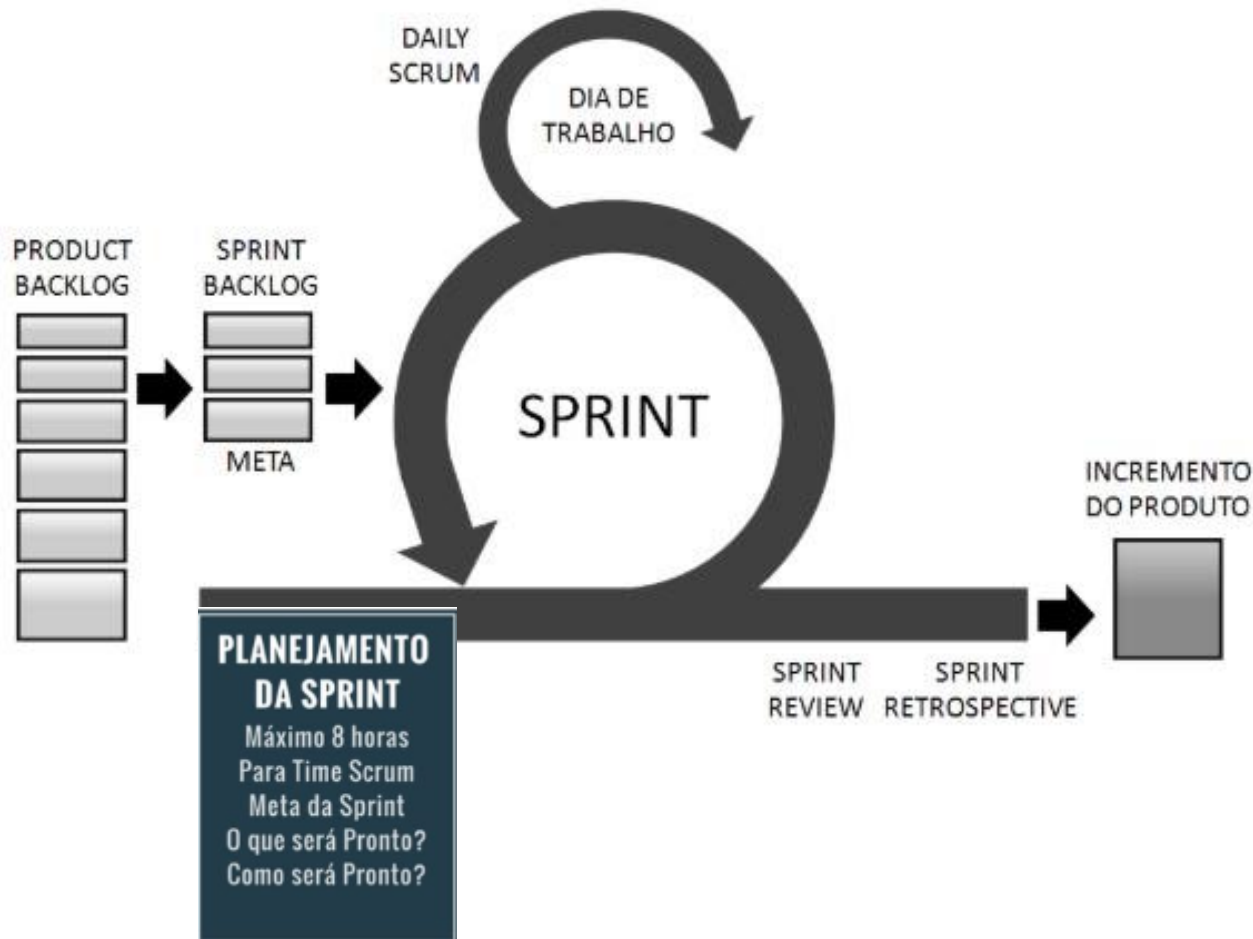 DAILY
SCRUM
DIA DE
TRABALHO
PRODUCT
BACKLOG
SPRINT
BACKLOG
META
SPRINT
INCREMENTO
DO PRODUTO
PLANEJAMENTO
DA SPRINT
Máximo 8 horas
Para Time Scrum
Meta da Sprint
O que será Pronto?
Como será Pronto?
SPRINT
REVIEW
SPRINT
RETROSPECTIVE